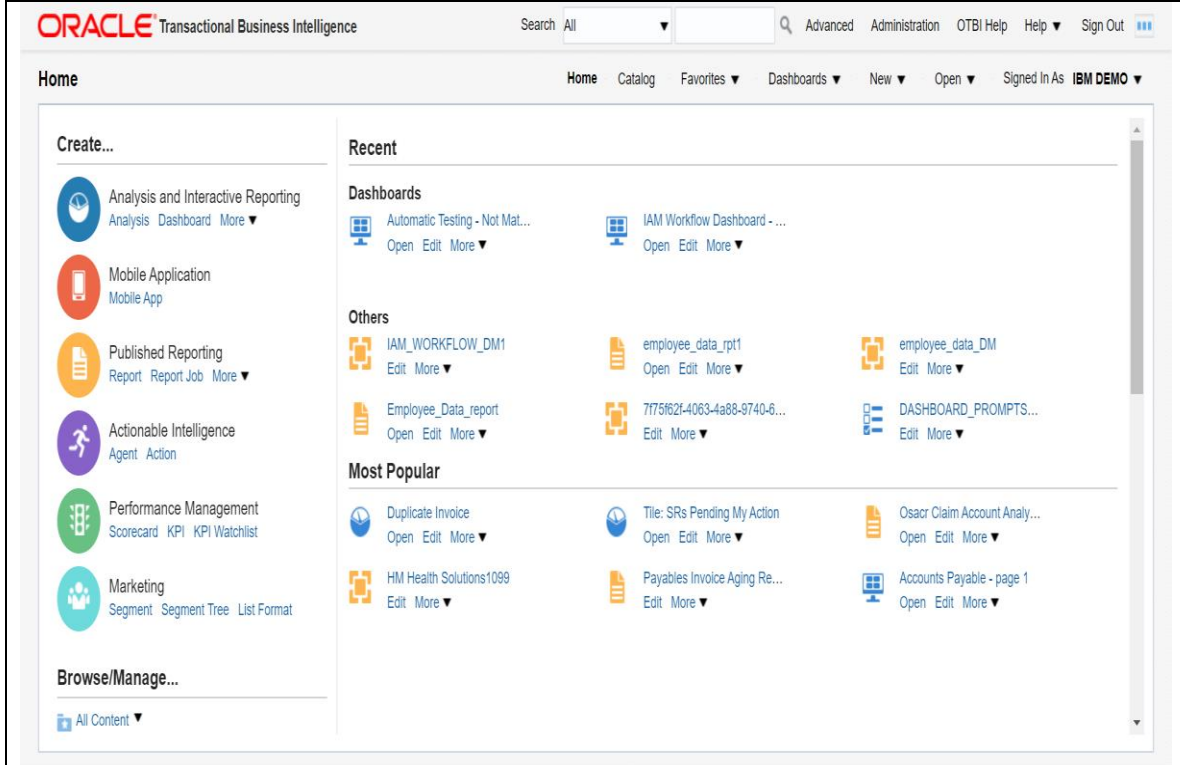 ORACLE Transactional Business Intelligence Search All ▼ Advanced Administration OTBI Help Help ▼ Sign Out
Home Home Catalog Favorites ▼ Dashboards ▼ New ▼ Open ▼ Signed In As IBM DEMO ▼
Create...
Analysis and Interactive Reporting
Analysis Dashboard More ▼
Mobile Application
Mobile App
Published Reporting
Report Report Job More ▼
Actionable Intelligence
Agent Action
Performance Management
Scorecard KPI KPI Watchlist
Marketing
Segment Segment Tree List Format
Browse/Manage...
All Content ▼
Recent
Dashboards
Automatic Testing - Not Mat... IAM Workflow Dashboard - ...
Open Edit More ▼ Open Edit More ▼
Others
IAM_WORKFLOW_DM1 employee_data_rpt1 employee_data_DM
Edit More ▼ Open Edit More ▼ Edit More ▼
Employee_Data_report 7f75f62f-4063-4a88-9740-6... DASHBOARD_PROMPTS...
Open Edit More ▼ Edit More ▼ Edit More ▼
Most Popular
Duplicate Invoice Tile: SRs Pending My Action Osacr Claim Account Analy...
Open Edit More ▼ Open Edit More ▼ Open Edit More ▼
HM Health Solutions1099 Payables Invoice Aging Re... Accounts Payable - page 1
Edit More ▼ Edit More ▼ Open Edit More ▼